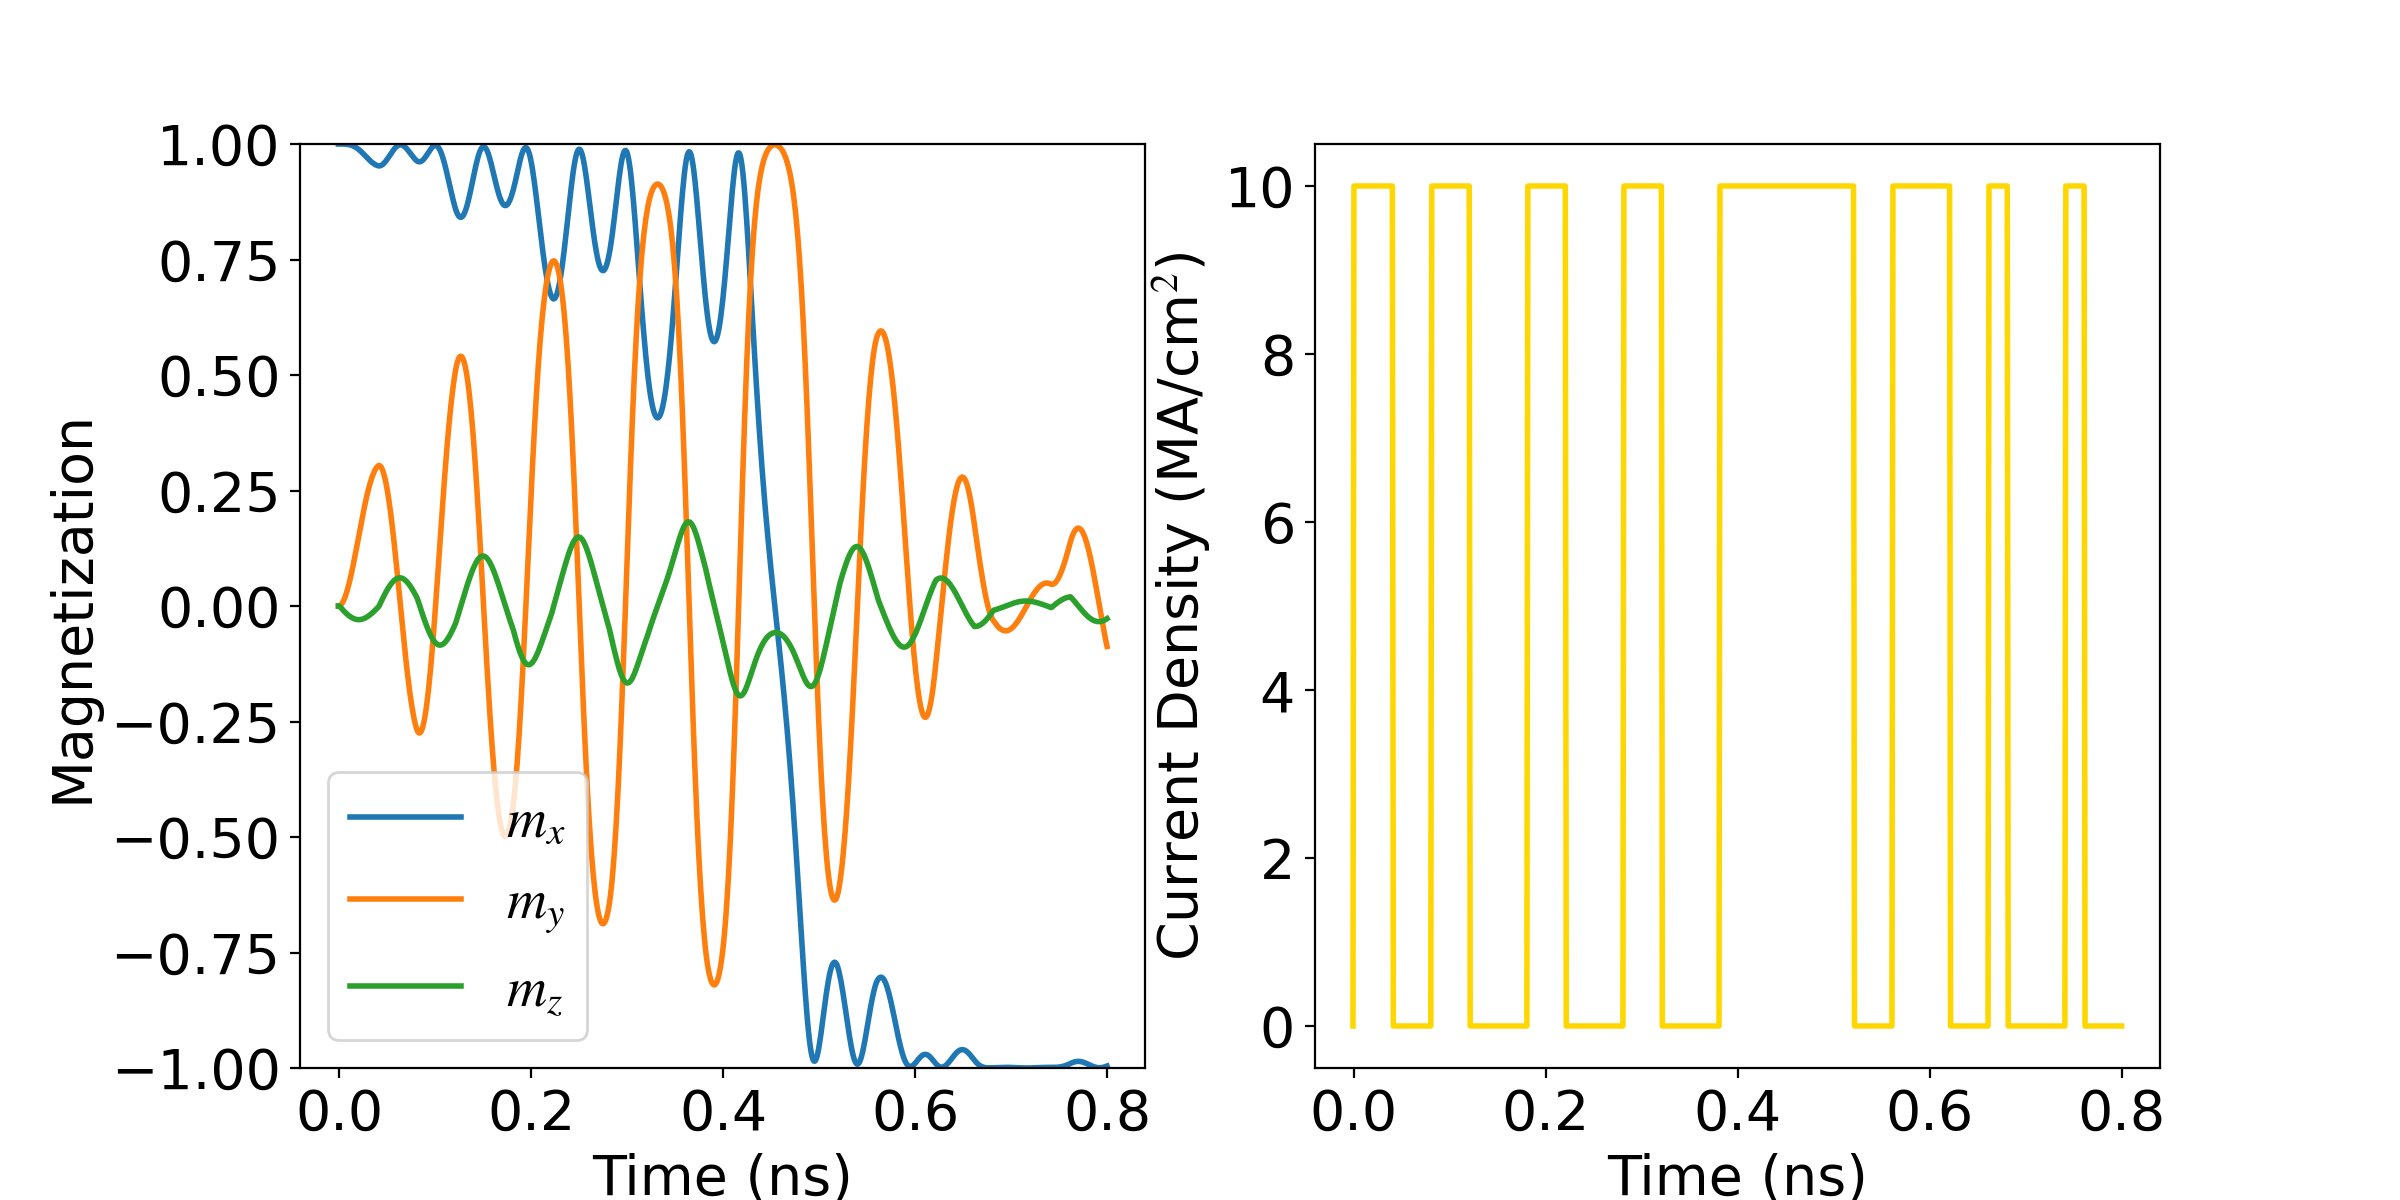 1.00
0.75
0.50
0.25
0.00
−0.25
−0.50
−0.75
−1.00
Magnetization
m_x
m_y
m_z
0.0 0.2 0.4 0.6 0.8
Time (ns)
10
8
6
4
2
0
Current Density (MA/cm²)
0.0 0.2 0.4 0.6 0.8
Time (ns)